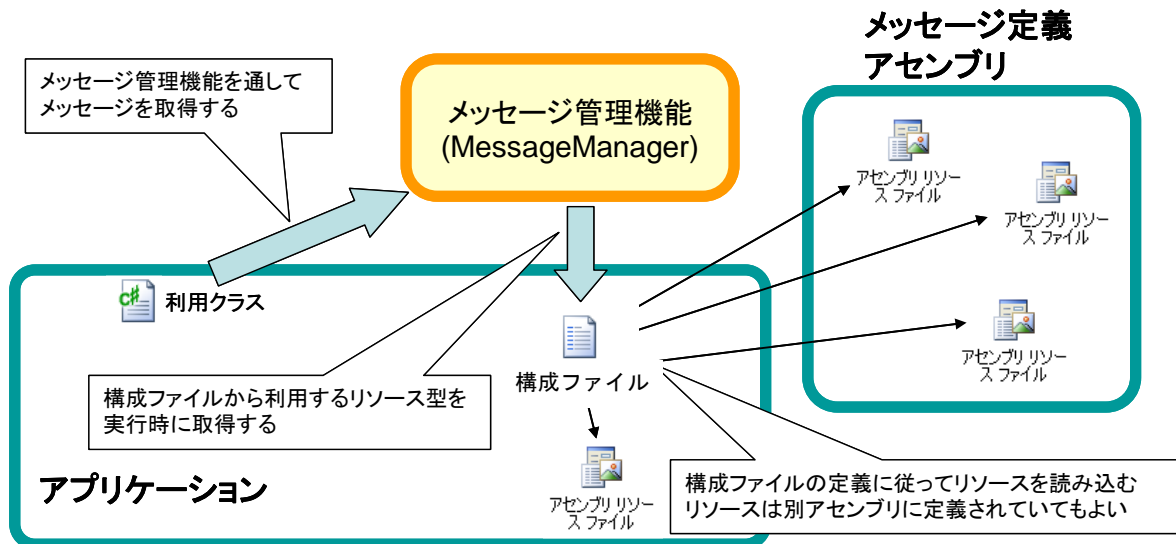 メッセージ定義
アセンブリ
メッセージ管理機能を通して
メッセージを取得する
メッセージ管理機能
(MessageManager)
アセンブリ リソー
ス ファイル
アセンブリ リソー
ス ファイル
アセンブリ リソー
ス ファイル
C#
利用クラス
構成ファイル
構成ファイルから利用するリソース型を
実行時に取得する
アセンブリ リソー
ス ファイル
アプリケーション
構成ファイルの定義に従ってリソースを読み込む
リソースは別アセンブリに定義されていてもよい